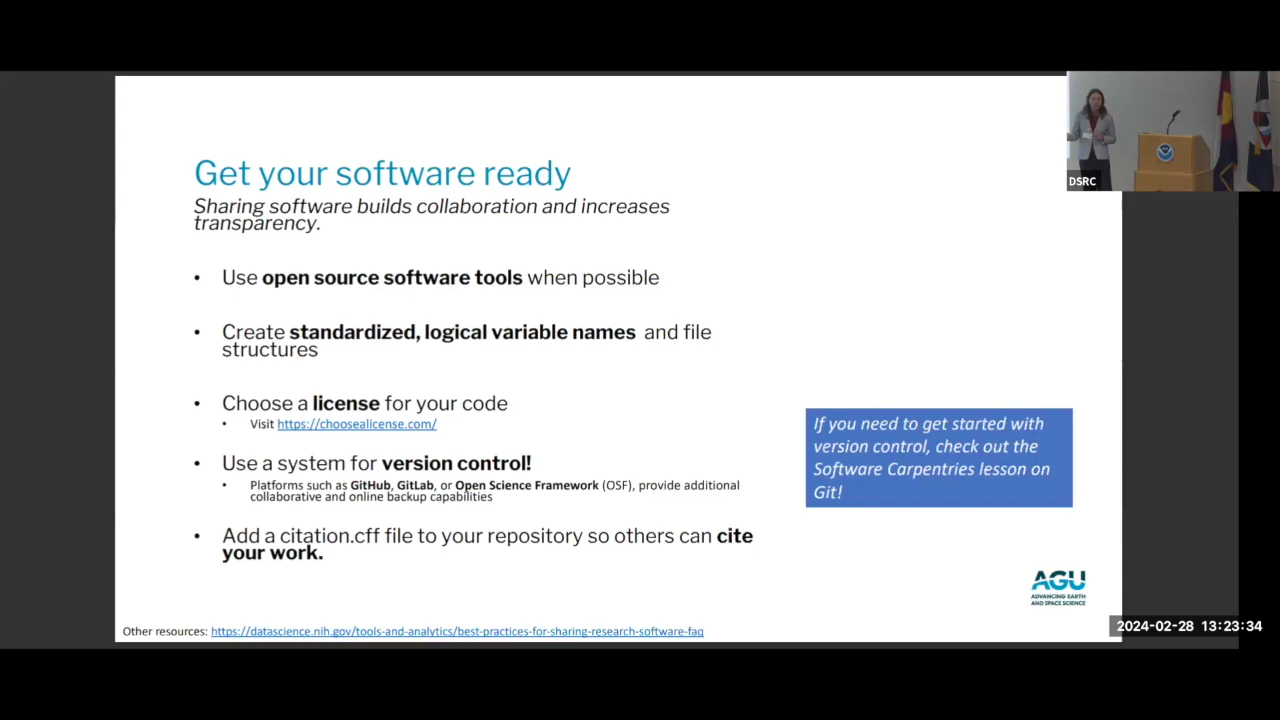 Get your software ready
Sharing software builds collaboration and increases
transparency.
• Use open source software tools when possible
• Create standardized, logical variable names and file
structures
• Choose a license for your code
• Visit https://choosealicense.com/
• Use a system for version control!
• Platforms such as GitHub, GitLab, or Open Science Framework (OSF), provide additional
collaborative and online backup capabilities
• Add a citation.cff file to your repository so others can cite
your work.
If you need to get started with
version control, check out the
Software Carpentries lesson on
Git!
AGU
ADVANCING EARTH
AND SPACE SCIENCE
Other resources: https://datascience.nih.gov/tools-and-analytics/best-practices-for-sharing-research-software-faq
DSRC
2024-02-28 13:23:34